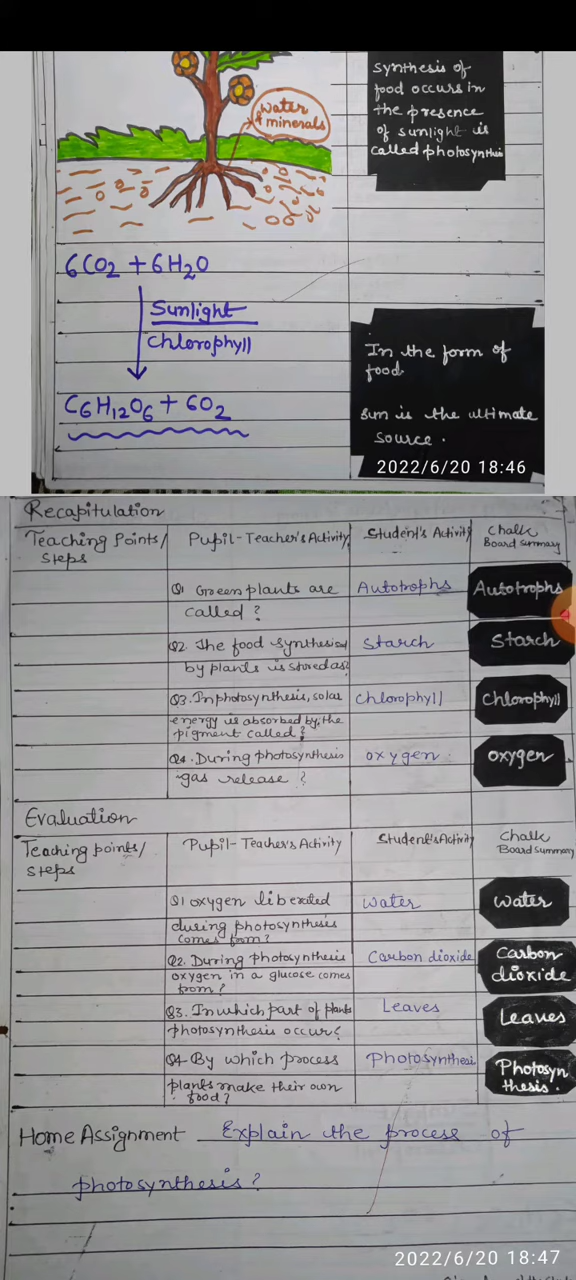 water
& minerals
synthesis of
food occurs in
the presence
of sunlight is
called photosynthis
6CO2 + 6H2O
Sunlight
Chlorophyll
C6H12O6 + 6O2
In the form of
food.
sun is the ultimate
source.
2022/6/20 18:46
Recapitulation
Teaching Points/
Steps
Pupil-Teacher's Activity
Student's Activity
Chalk
Board summary
Q1 Green plants are
called?
Autotrophs
Autotrophs
Q2. The food synthesised
by plants is stored as?
Starch
Starch
Q3. In photosynthesis, solar
energy is absorbed by, the
pigment called?
Chlorophyll
Chlorophyll
Q4. During photosynthesis
gas release?
oxygen
oxygen
Evaluation
Teaching points/
steps
Pupil-Teacher's Activity
Student's Activity
Chalk
Board summary
Q1 oxygen liberated
during photosynthesis
comes from?
Water
Water
Q2. During photosynthesis
oxygen in a glucose comes
from?
Carbon dioxide
Carbon
dioxide
Q3. In which part of plants
photosynthesis occur?
Leaves
Leaves
Q4- By which process
plants make their own
food?
Photosynthesi
Photosyn
thesis.
Home Assignment Explain the process of
photosynthesis?
2022/6/20 18:47